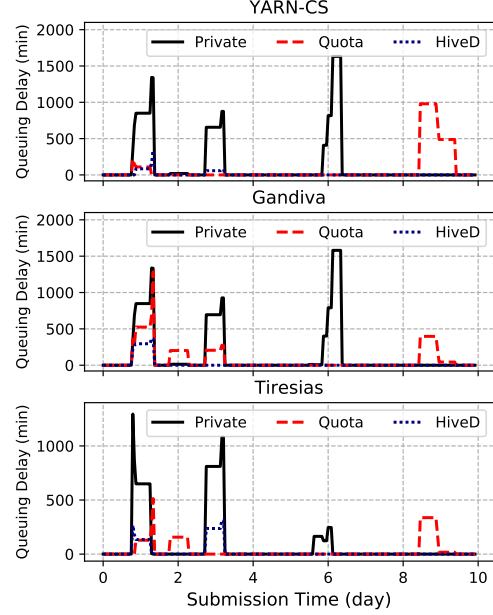 YARN-CS
Queuing Delay (min)
2000
1500
1000
500
0
Private
Quota
HiveD
Gandiva
Queuing Delay (min)
2000
1500
1000
500
0
Private
Quota
HiveD
Tiresias
Queuing Delay (min)
1000
500
0
Private
Quota
HiveD
0 2 4 6 8 10
Submission Time (day)